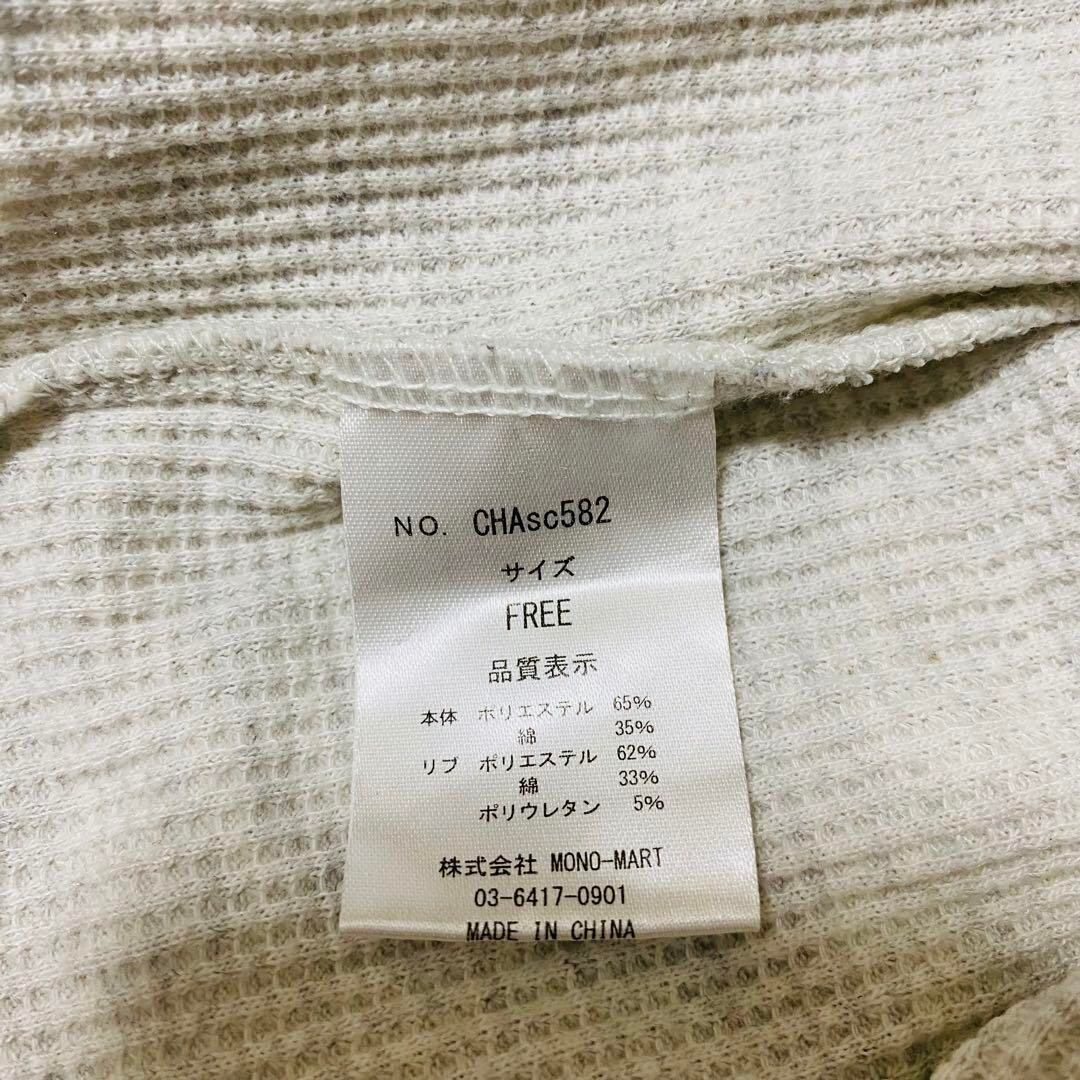 NO. CHAsc582
サイズ
FREE
品質表示
本体 ポリエステル 65%
綿 35%
リブ ポリエステル 62%
綿 33%
ポリウレタン 5%
株式会社 MONO-MART
03-6417-0901
MADE IN CHINA